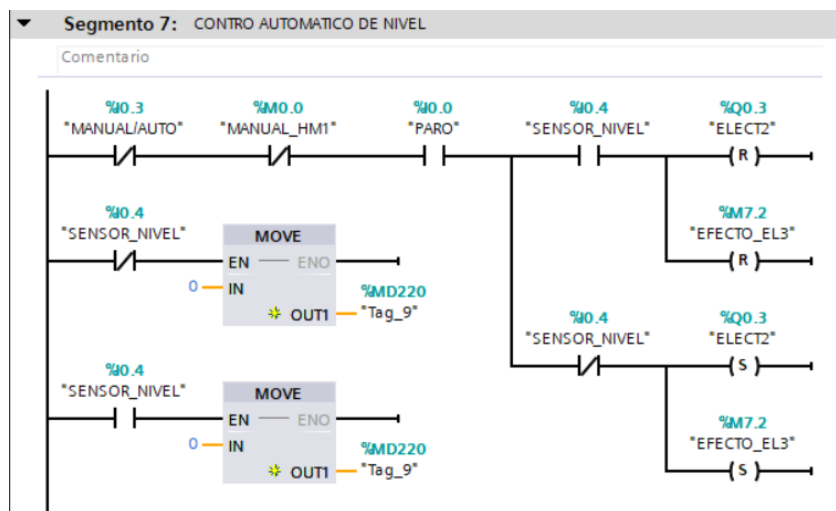 Segmento 7: CONTRO AUTOMATICO DE NIVEL
Comentario
%I0.3 %M0.0 %I0.0 %I0.4 %Q0.3
"MANUAL/AUTO" "MANUAL_HM1" "PARO" "SENSOR_NIVEL" "ELECT2"
R
%I0.4 %M7.2
"SENSOR_NIVEL" MOVE "EFECTO_EL3"
EN ENO R
0 IN %MD220
OUT1 "Tag_9"
%I0.4 %Q0.3
"SENSOR_NIVEL" "ELECT2"
S
%I0.4
"SENSOR_NIVEL" MOVE
EN ENO %M7.2
0 IN %MD220 "EFECTO_EL3"
OUT1 "Tag_9" S